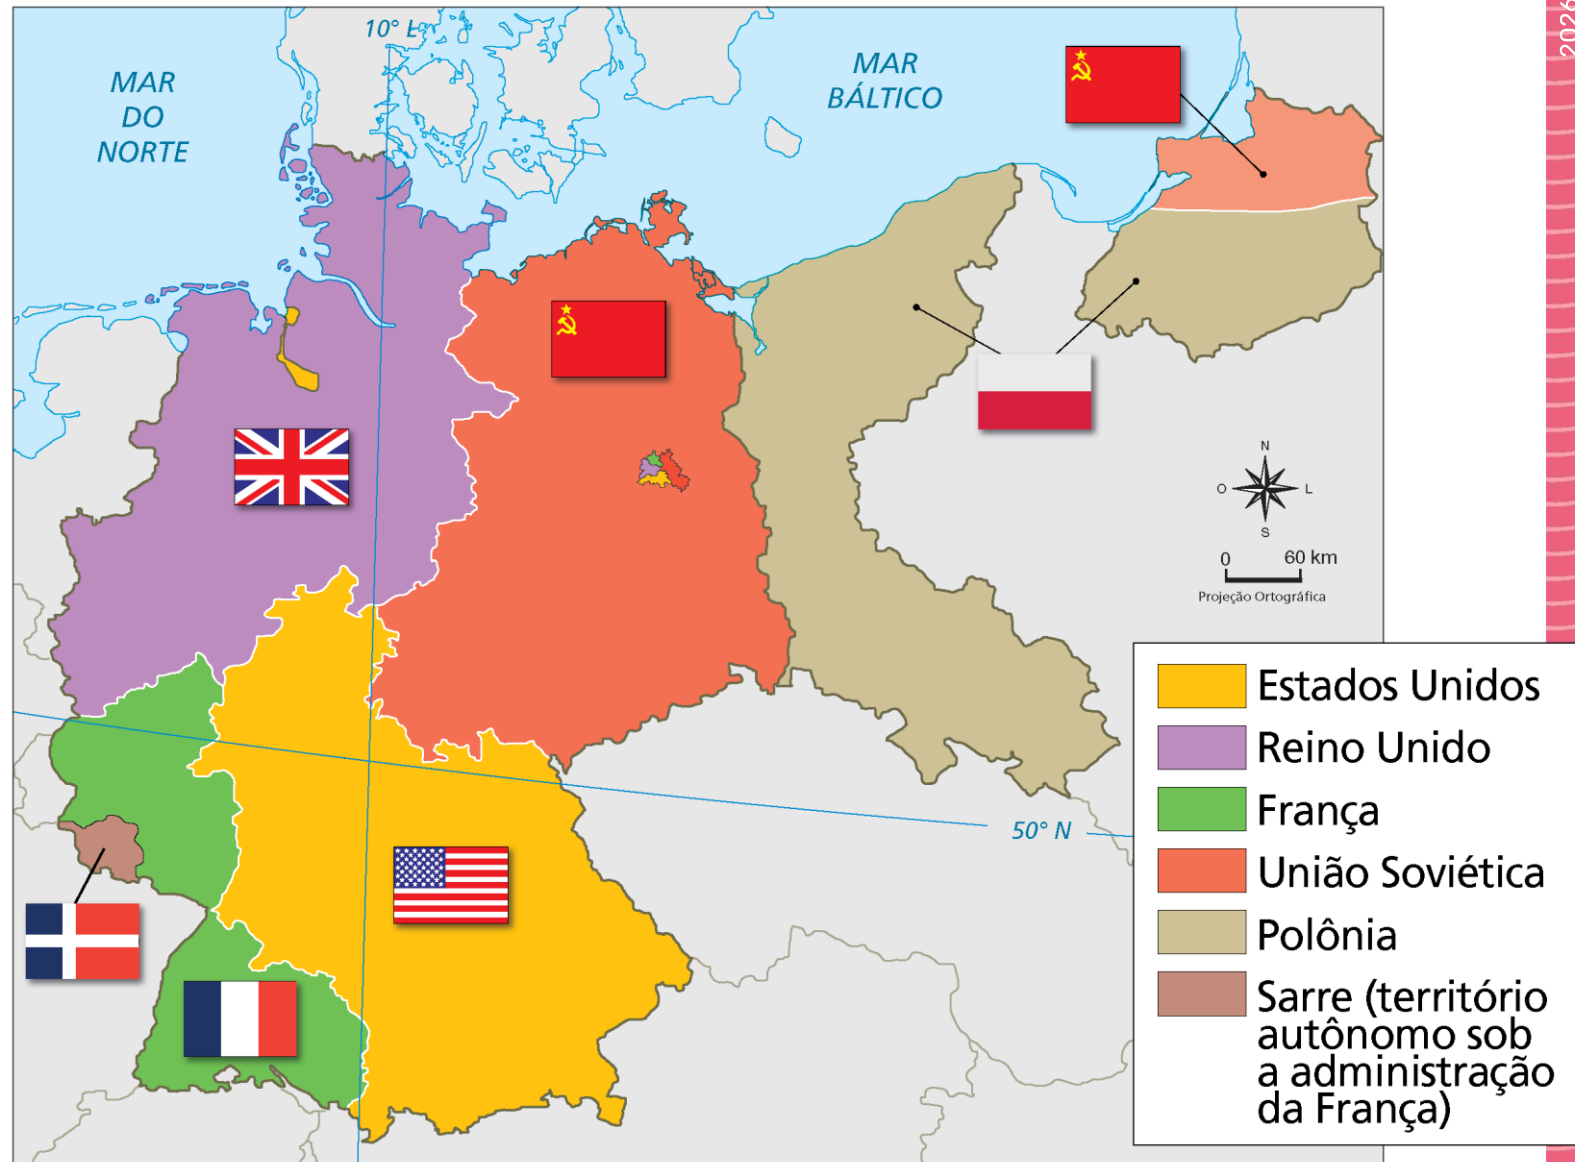 2026
10° L
MAR
DO
NORTE
MAR
BÁLTICO
N
O
L
S
0
60 km
Projeção Ortográfica
50° N
Estados Unidos
Reino Unido
França
União Soviética
Polônia
Sarre (território
autônomo sob
a administração
da França)